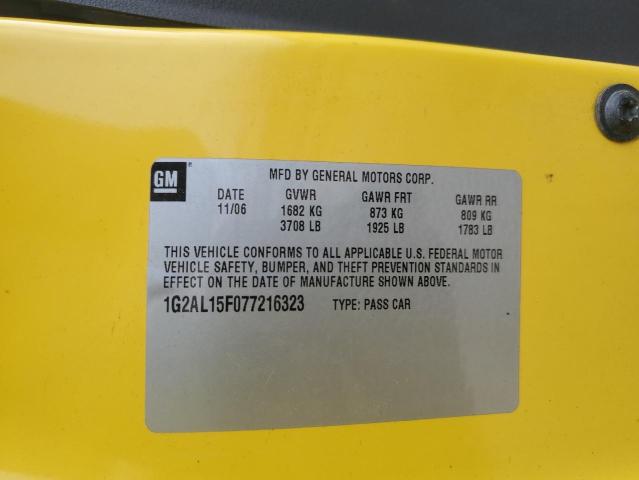 GM ® MFD BY GENERAL MOTORS CORP.
DATE GVWR GAWR FRT GAWR RR
11/06 1682 KG 873 KG 809 KG
3708 LB 1925 LB 1783 LB
THIS VEHICLE CONFORMS TO ALL APPLICABLE U.S. FEDERAL MOTOR
VEHICLE SAFETY, BUMPER, AND THEFT PREVENTION STANDARDS IN
EFFECT ON THE DATE OF MANUFACTURE SHOWN ABOVE.
1G2AL15F077216323 TYPE: PASS CAR